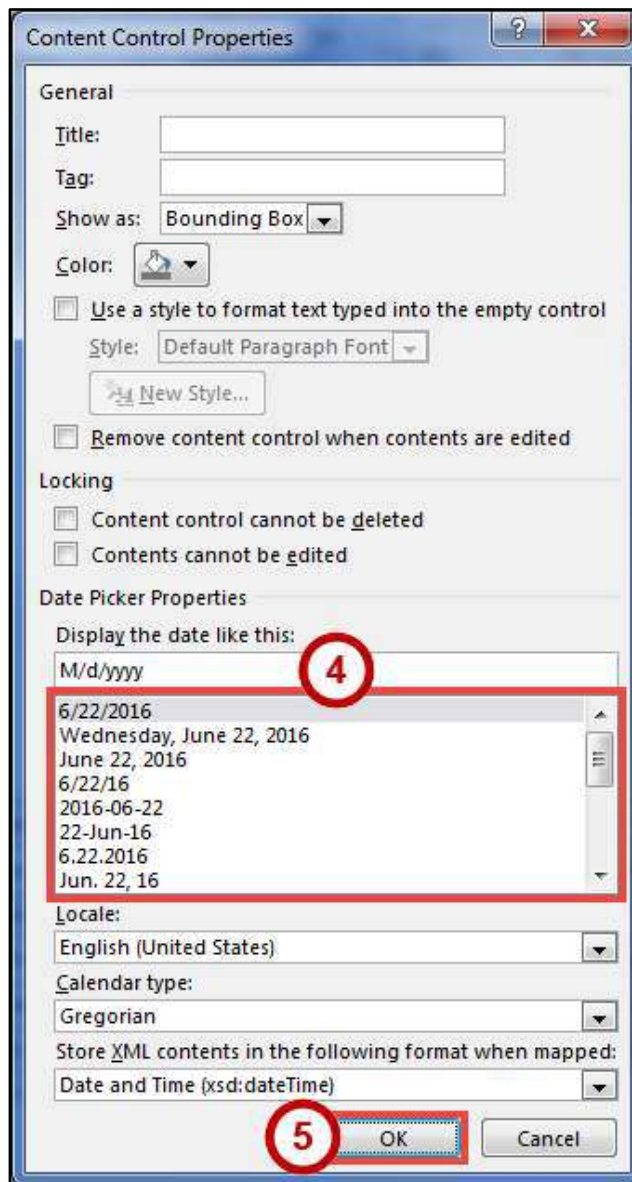 Content Control Properties
?
General
Title:
Tag:
Show as: Bounding Box
Color:
Use a style to format text typed into the empty control
Style: Default Paragraph Font
New Style...
Remove content control when contents are edited
Locking
Content control cannot be deleted
Contents cannot be edited
Date Picker Properties
Display the date like this:
M/d/yyyy
4
6/22/2016
Wednesday, June 22, 2016
June 22, 2016
6/22/16
2016-06-22
22-Jun-16
6.22.2016
Jun. 22, 16
Locale:
English (United States)
Calendar type:
Gregorian
Store XML contents in the following format when mapped:
Date and Time (xsd:dateTime)
5 OK Cancel